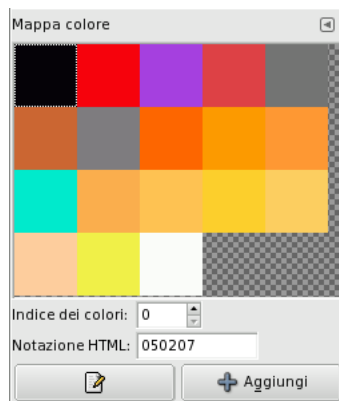 Mappa colore
Indice dei colori: 0
Notazione HTML: 050207
Aggiungi